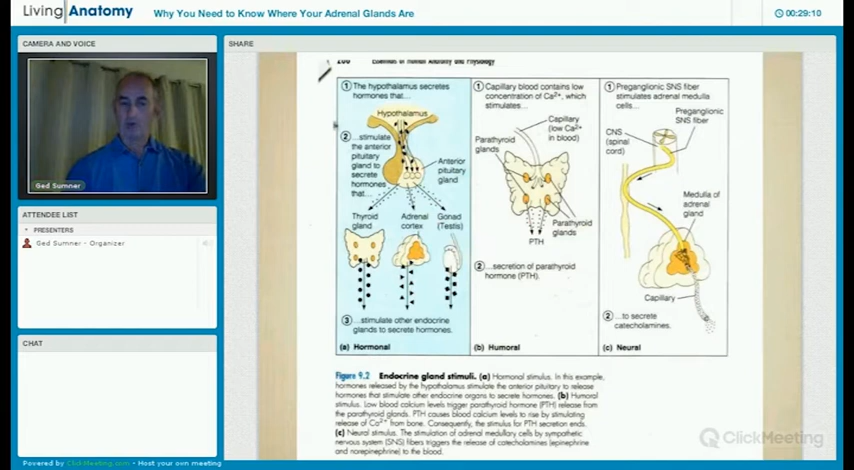 Living Anatomy
Why You Need to Know Where Your Adrenal Glands Are
00:29:10
CAMERA AND VOICE
Ged Sumner
ATTENDEE LIST
PRESENTERS
Ged Sumner - Organizer
CHAT
Powered by ClickMeeting.com - Host your own meeting
SHARE
Essentials of Human Anatomy and Physiology
1 The hypothalamus secretes
hormones that...
Hypothalamus
2 ...stimulate
the anterior
pituitary
gland to
secrete
hormones
that...
Anterior
pituitary
gland
Thyroid
gland
Adrenal
cortex
Gonad
(Testis)
3 ...stimulate other endocrine
glands to secrete hormones.
(a) Hormonal
1 Capillary blood contains low
concentration of Ca2+, which
stimulates...
Capillary
(low Ca2+
in blood)
Parathyroid
glands
Parathyroid
glands
PTH
2 ...secretion of parathyroid
hormone (PTH).
(b) Humoral
1 Preganglionic SNS fiber
stimulates adrenal medulla
cells...
Preganglionic
SNS fiber
CNS
(spinal
cord)
Medulla of
adrenal
gland
Capillary
2 ...to secrete
catecholamines.
(c) Neural
Figure 9.2 Endocrine gland stimuli. (a) Hormonal stimulus. In this example,
hormones released by the hypothalamus stimulate the anterior pituitary to release
hormones that stimulate other endocrine organs to secrete hormones. (b) Humoral
stimulus. Low blood calcium levels trigger parathyroid hormone (PTH) release from
the parathyroid glands. PTH causes blood calcium levels to rise by stimulating
release of Ca2+ from bone. Consequently, the stimulus for PTH secretion ends.
(c) Neural stimulus. The stimulation of adrenal medullary cells by sympathetic
nervous system (SNS) fibers triggers the release of catecholamines (epinephrine
and norepinephrine) to the blood.
ClickMeeting